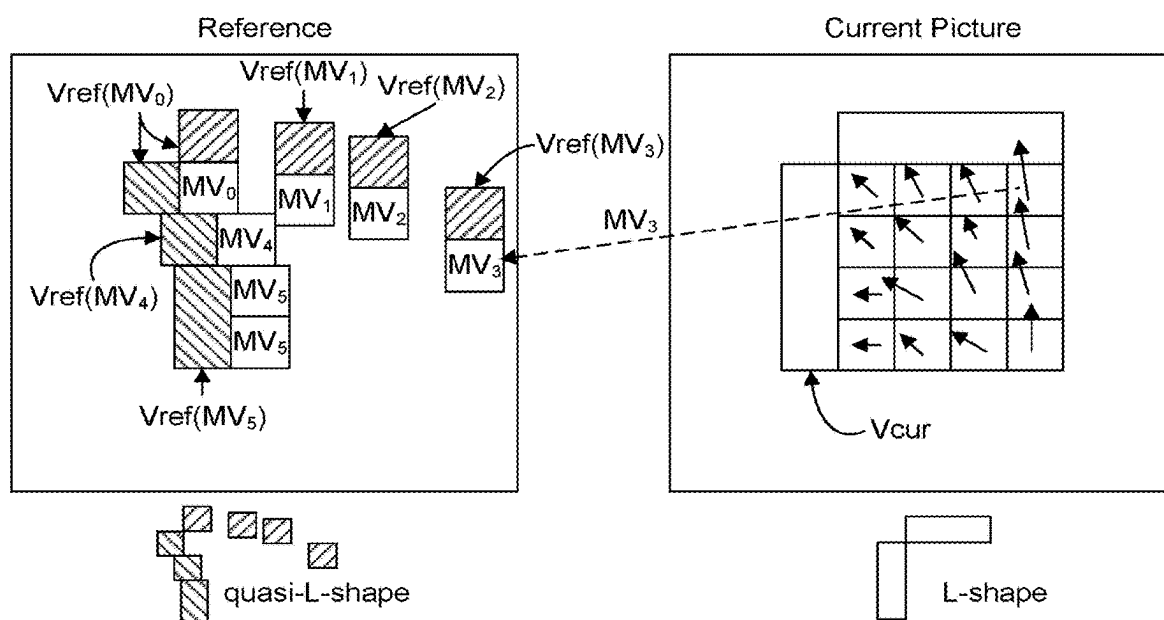 Reference
Current Picture
Vref(MV₁)
Vref(MV₀)
Vref(MV₂)
Vref(MV₃)
MV₀
MV₁
MV₂
MV₃
MV₄
MV₃
Vref(MV₄)
MV₅
MV₅
Vref(MV₅)
Vcur
quasi-L-shape
L-shape